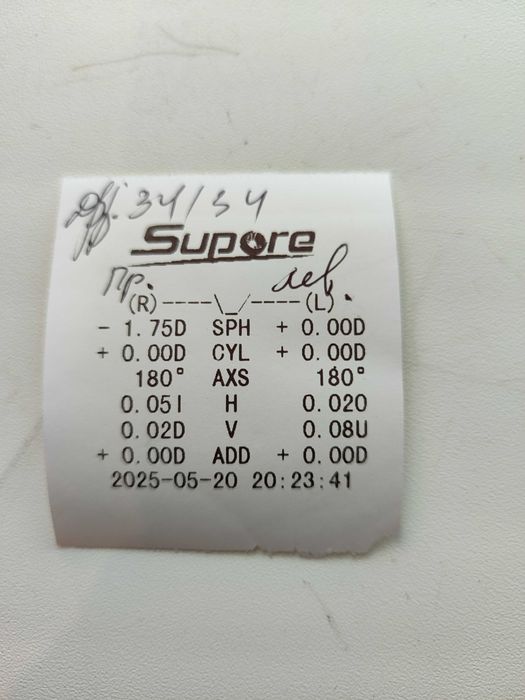 Дрр. 34/34
Supore
пр. лев.
(R)----\_/----(L)
- 1.75D SPH + 0.00D
+ 0.00D CYL + 0.00D
180° AXS 180°
0.05I H 0.02O
0.02D V 0.08U
+ 0.00D ADD + 0.00D
2025-05-20 20:23:41